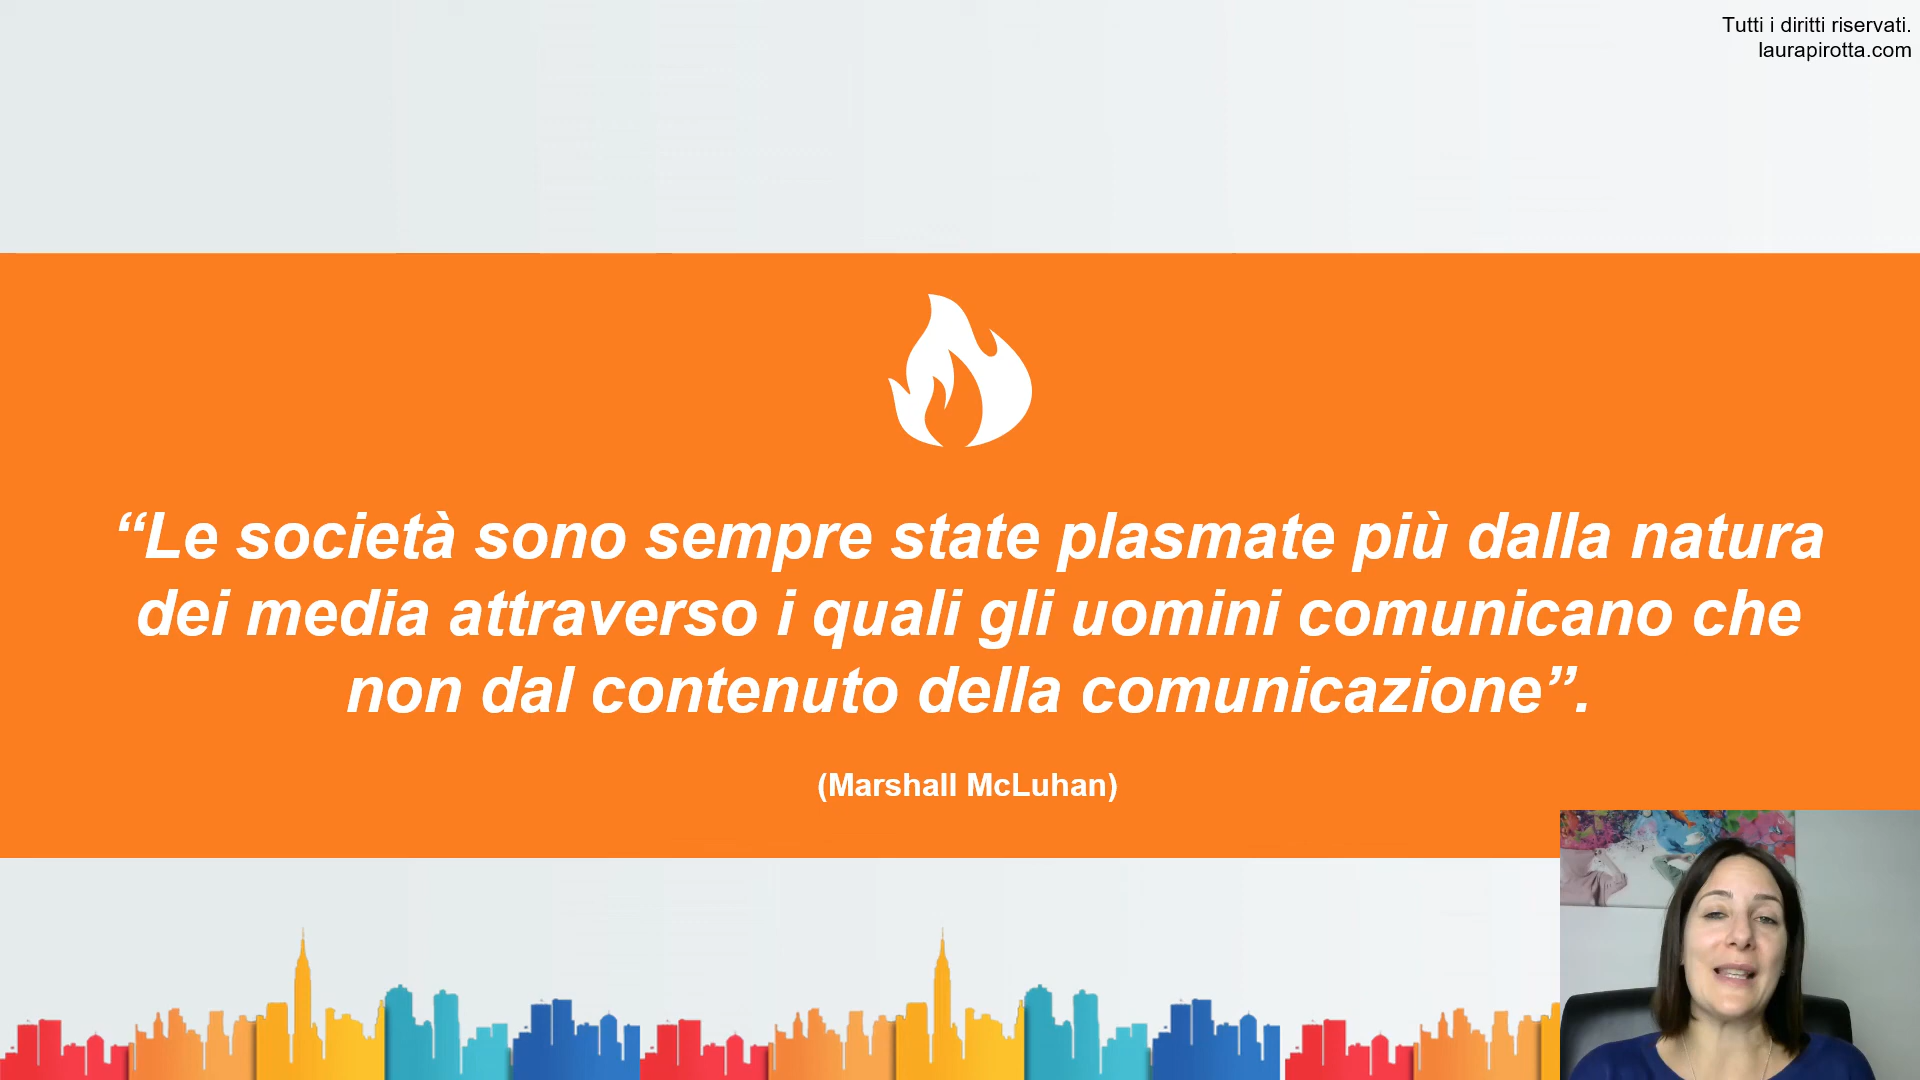 Tutti i diritti riservati.
laurapirotta.com
“Le società sono sempre state plasmate più dalla natura
dei media attraverso i quali gli uomini comunicano che
non dal contenuto della comunicazione”.
(Marshall McLuhan)